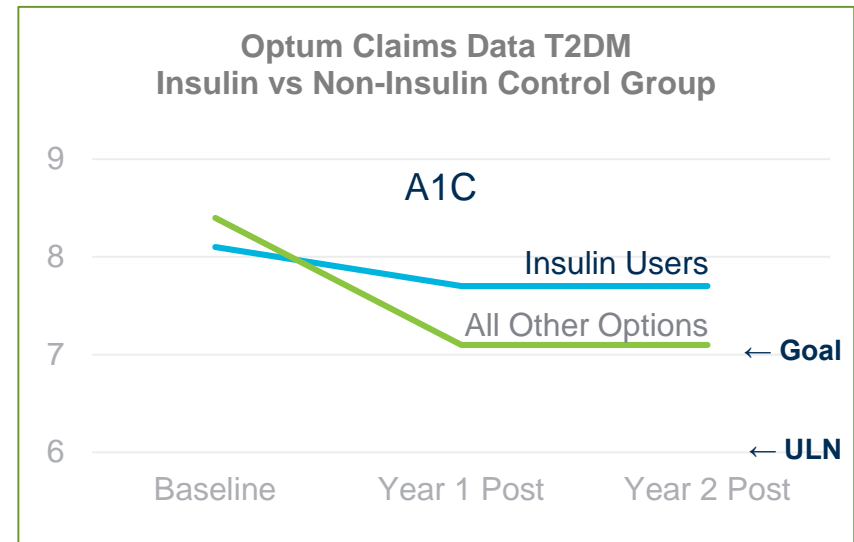 Optum Claims Data T2DM
Insulin vs Non-Insulin Control Group
9
A1C
8
Insulin Users
All Other Options
7
← Goal
6
← ULN
Baseline
Year 1 Post
Year 2 Post